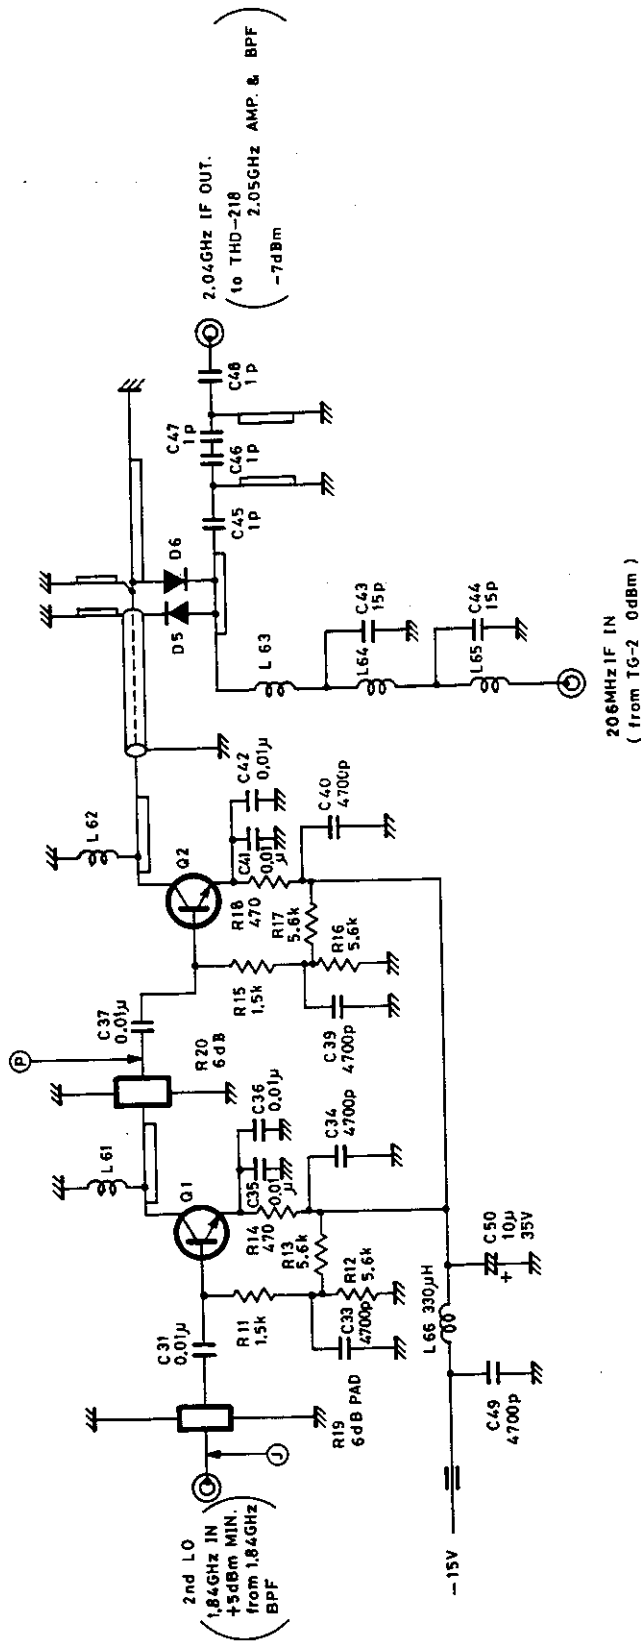 2nd LO
1.84GHz IN
+5dBm MIN.
from 1.84GHz
BPF
J
R19
6dB PAD
C31
0.01μ
R11
1.5k
C33
4700p
R12
5.6k
R13
5.6k
R14
470
Q1
L61
C35
0.01
μ
C36
0.01μ
C34
4700p
R20
6dB
P
C37
0.01μ
R15
1.5k
C39
4700p
R16
5.6k
R17
5.6k
R18
470
Q2
L62
C41
0.01
μ
C42
0.01μ
C40
4700p
-15V
C49
4700p
L66 330μH
C50
10μ
35V
+
D5
D6
L63
L64
L65
C43
15p
C44
15p
206MHz IF IN
( from TG-2 0dBm )
C45
1p
C46
1p
C47
1p
C48
1p
2.04GHz IF OUT.
to THD-218
2.05GHz AMP. & BPF
-7dBm